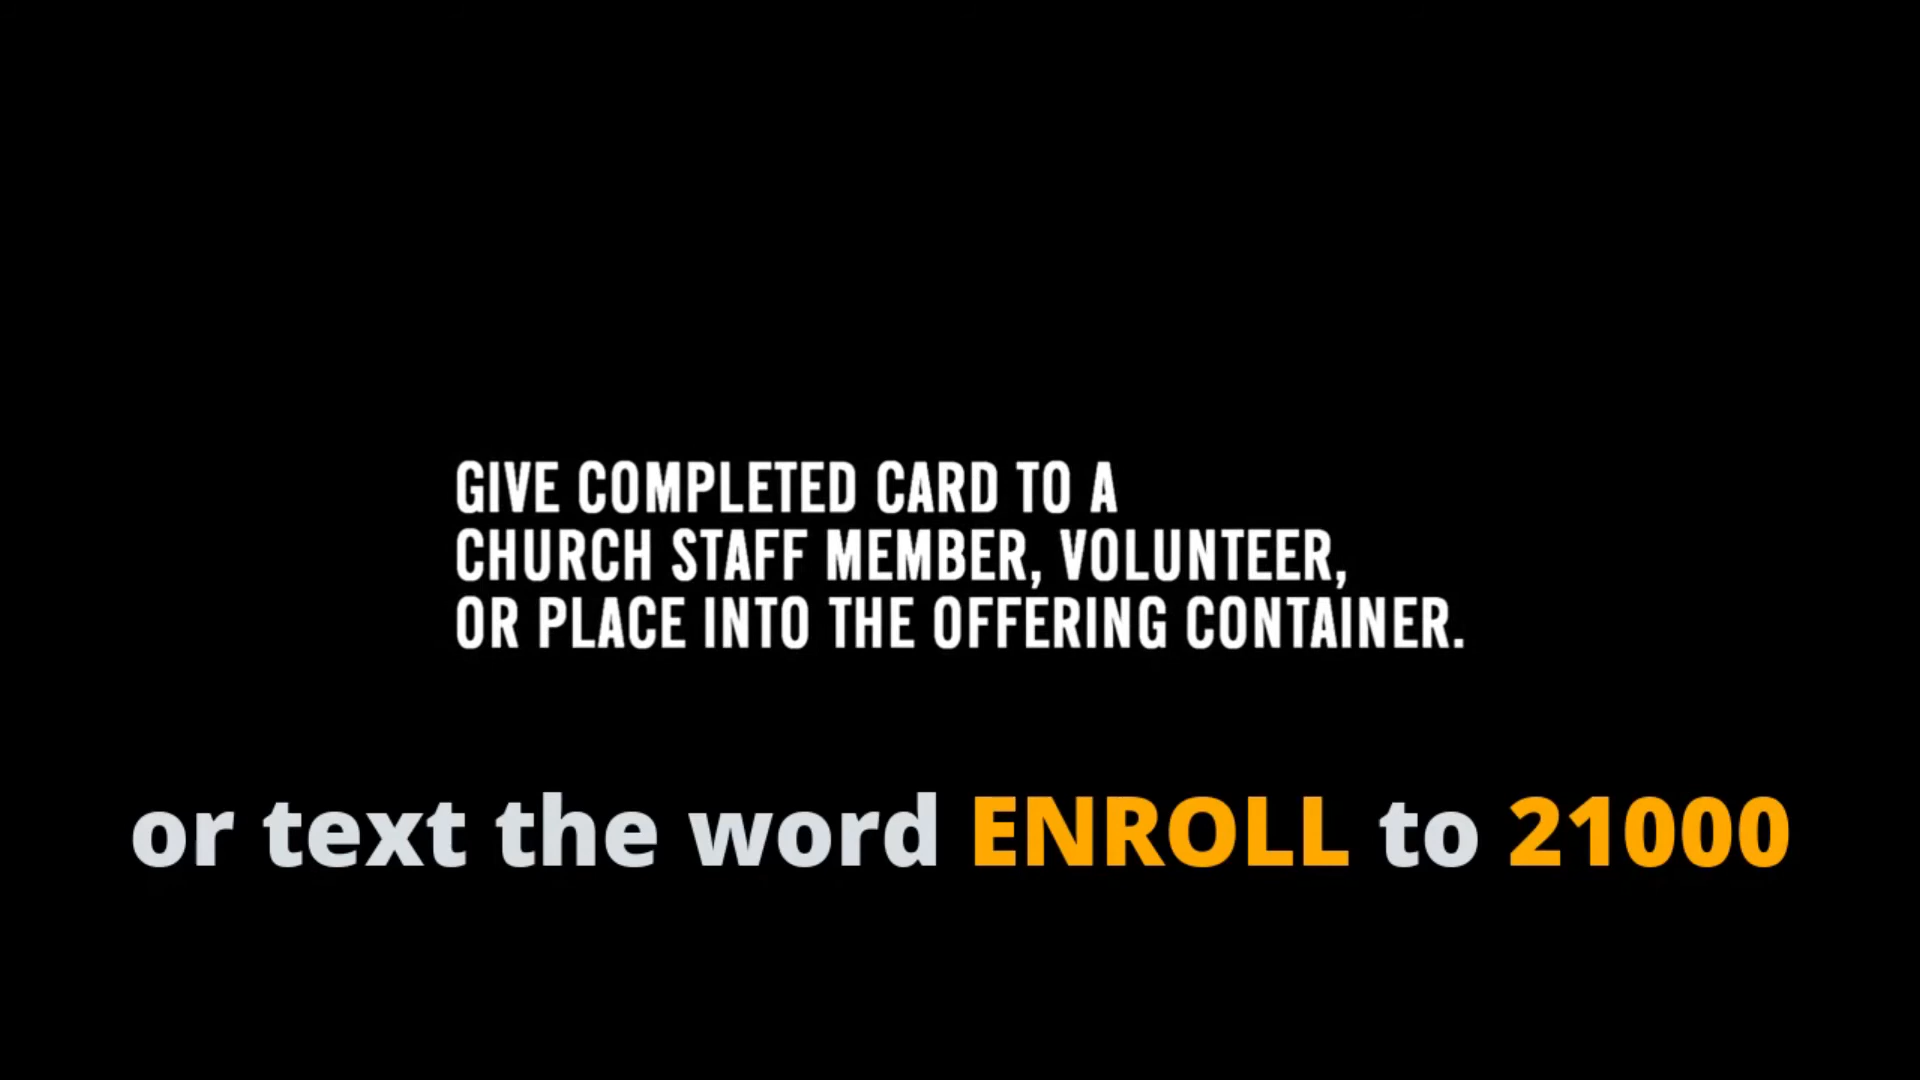 GIVE COMPLETED CARD TO A
CHURCH STAFF MEMBER, VOLUNTEER,
OR PLACE INTO THE OFFERING CONTAINER.
or text the word ENROLL to 21000